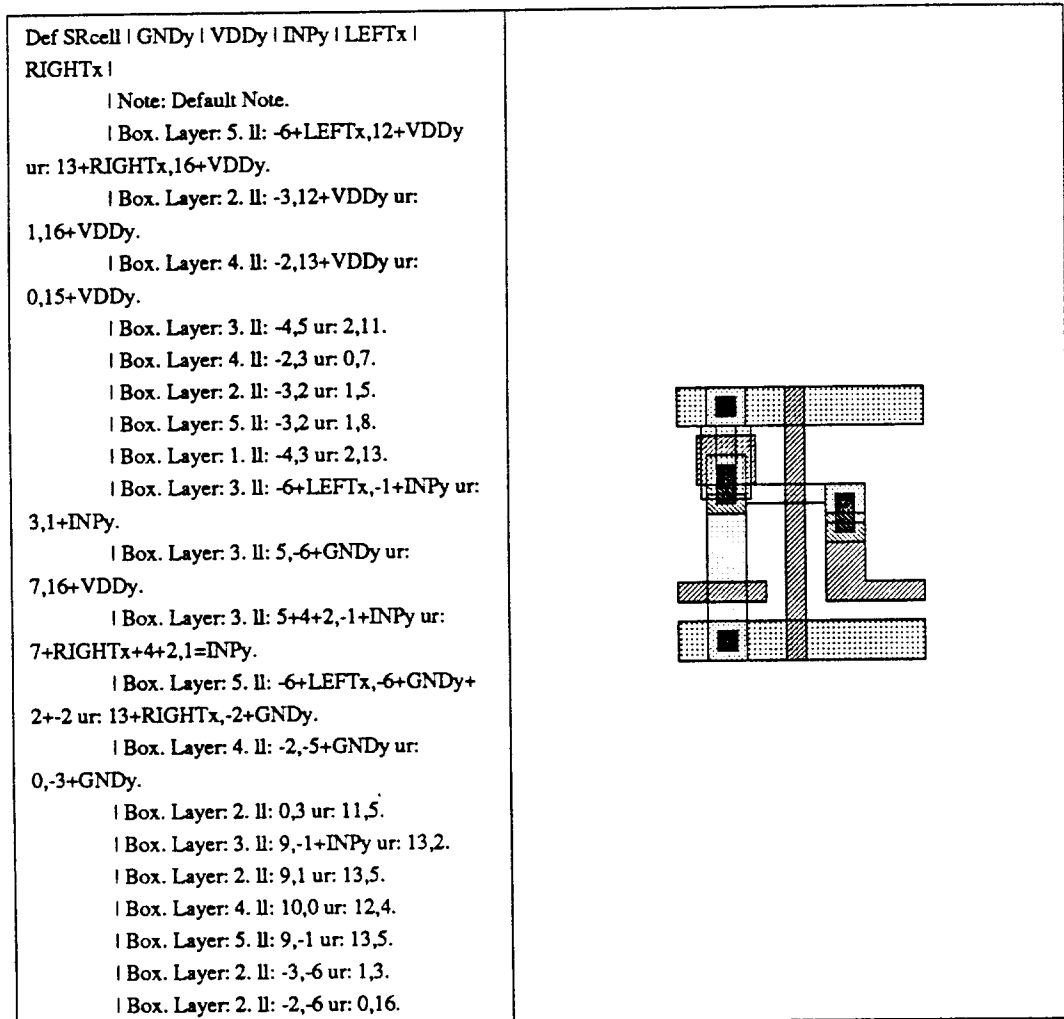 Def SRcell | GNDy | VDDy | INPy | LEFTx |
RIGHTx |
| Note: Default Note.
| Box. Layer: 5. ll: -6+LEFTx,12+VDDy
ur: 13+RIGHTx,16+VDDy.
| Box. Layer: 2. ll: -3,12+VDDy ur:
1,16+VDDy.
| Box. Layer: 4. ll: -2,13+VDDy ur:
0,15+VDDy.
| Box. Layer: 3. ll: -4,5 ur: 2,11.
| Box. Layer: 4. ll: -2,3 ur: 0,7.
| Box. Layer: 2. ll: -3,2 ur: 1,5.
| Box. Layer: 5. ll: -3,2 ur: 1,8.
| Box. Layer: 1. ll: -4,3 ur: 2,13.
| Box. Layer: 3. ll: -6+LEFTx,-1+INPy ur:
3,1+INPy.
| Box. Layer: 3. ll: 5,-6+GNDy ur:
7,16+VDDy.
| Box. Layer: 3. ll: 5+4+2,-1+INPy ur:
7+RIGHTx+4+2,1=INPy.
| Box. Layer: 5. ll: -6+LEFTx,-6+GNDy+
2+-2 ur: 13+RIGHTx,-2+GNDy.
| Box. Layer: 4. ll: -2,-5+GNDy ur:
0,-3+GNDy.
| Box. Layer: 2. ll: 0,3 ur: 11,5.
| Box. Layer: 3. ll: 9,-1+INPy ur: 13,2.
| Box. Layer: 2. ll: 9,1 ur: 13,5.
| Box. Layer: 4. ll: 10,0 ur: 12,4.
| Box. Layer: 5. ll: 9,-1 ur: 13,5.
| Box. Layer: 2. ll: -3,-6 ur: 1,3.
| Box. Layer: 2. ll: -2,-6 ur: 0,16.